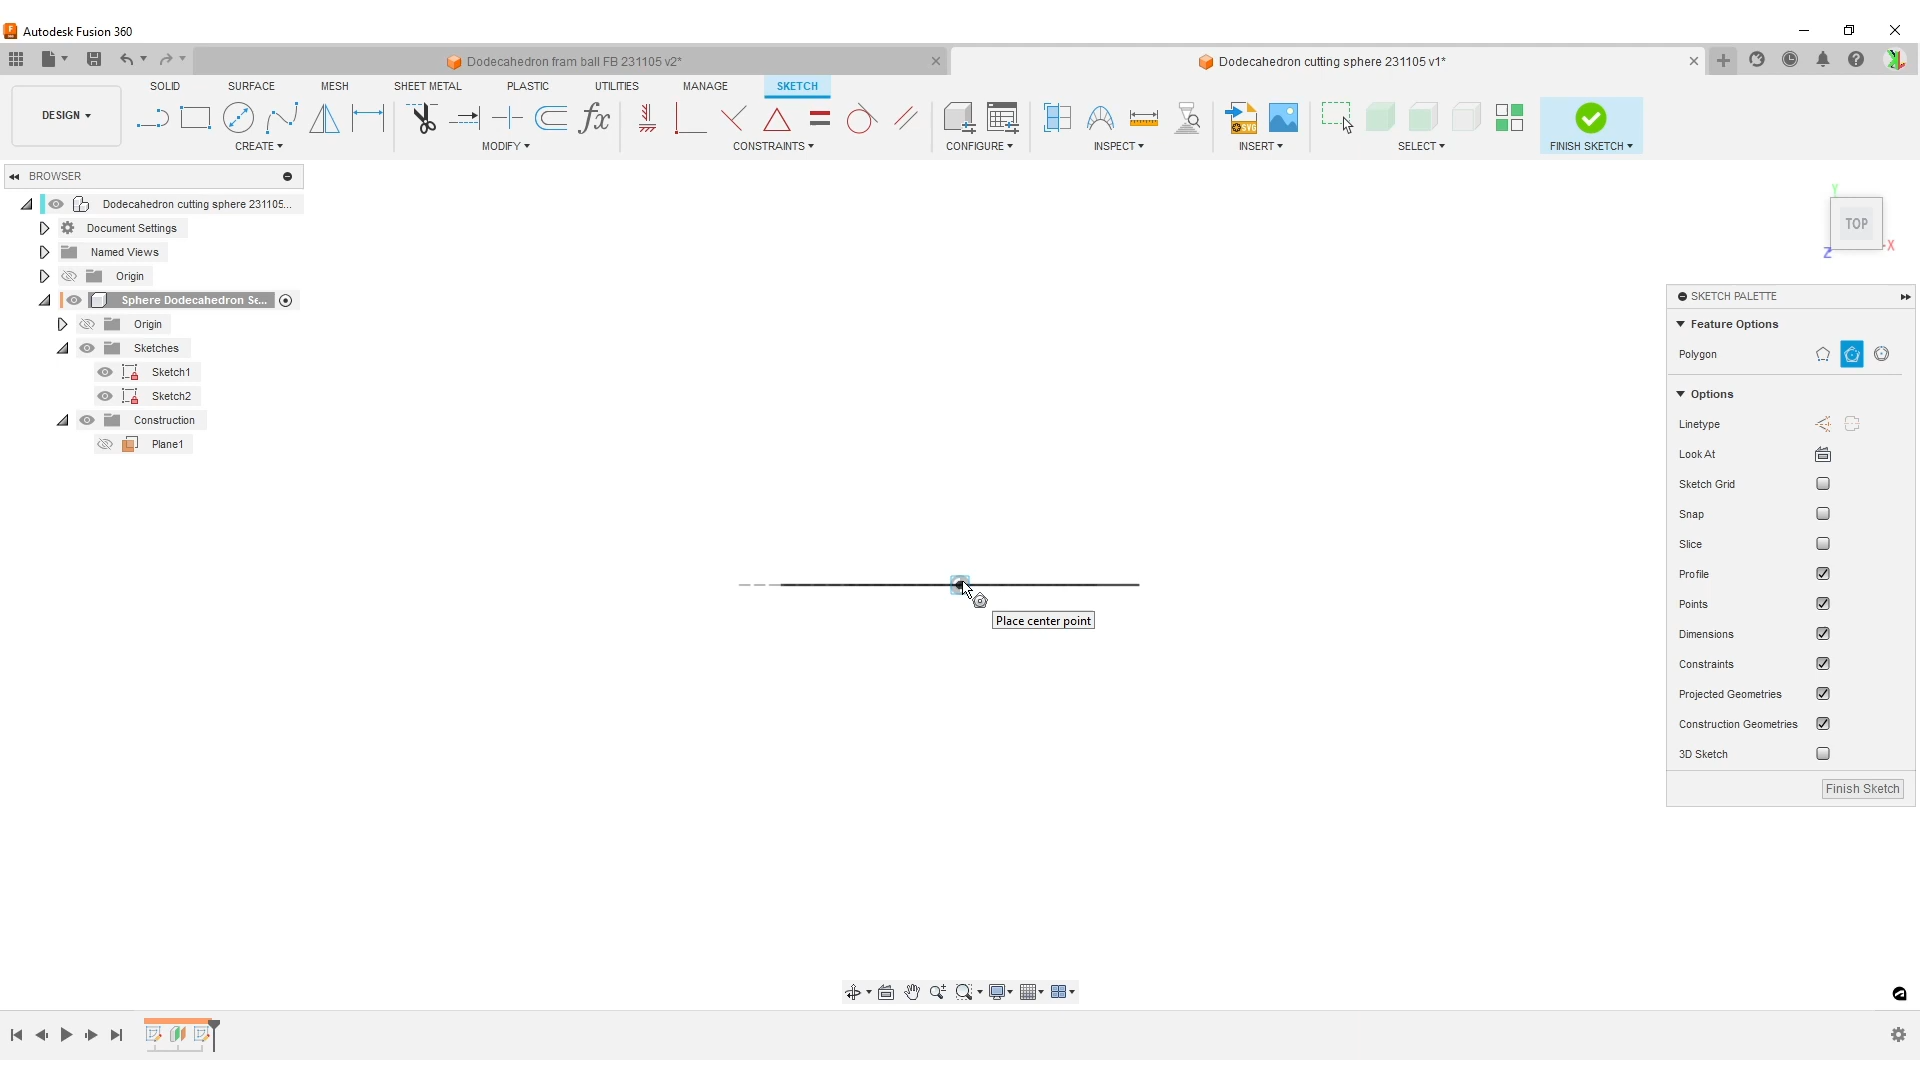 Autodesk Fusion 360
Dodecahedron fram ball FB 231105 v2*
Dodecahedron cutting sphere 231105 v1*
DESIGN
SOLID
SURFACE
MESH
SHEET METAL
PLASTIC
UTILITIES
MANAGE
SKETCH
CREATE
MODIFY
CONSTRAINTS
CONFIGURE
INSPECT
INSERT
SELECT
FINISH SKETCH
BROWSER
Dodecahedron cutting sphere 231105...
Document Settings
Named Views
Origin
Sphere Dodecahedron Se...
Origin
Sketches
Sketch1
Sketch2
Construction
Plane1
Place center point
Y
TOP
X
Z
SKETCH PALETTE
Feature Options
Polygon
Options
Linetype
Look At
Sketch Grid
Snap
Slice
Profile
Points
Dimensions
Constraints
Projected Geometries
Construction Geometries
3D Sketch
Finish Sketch